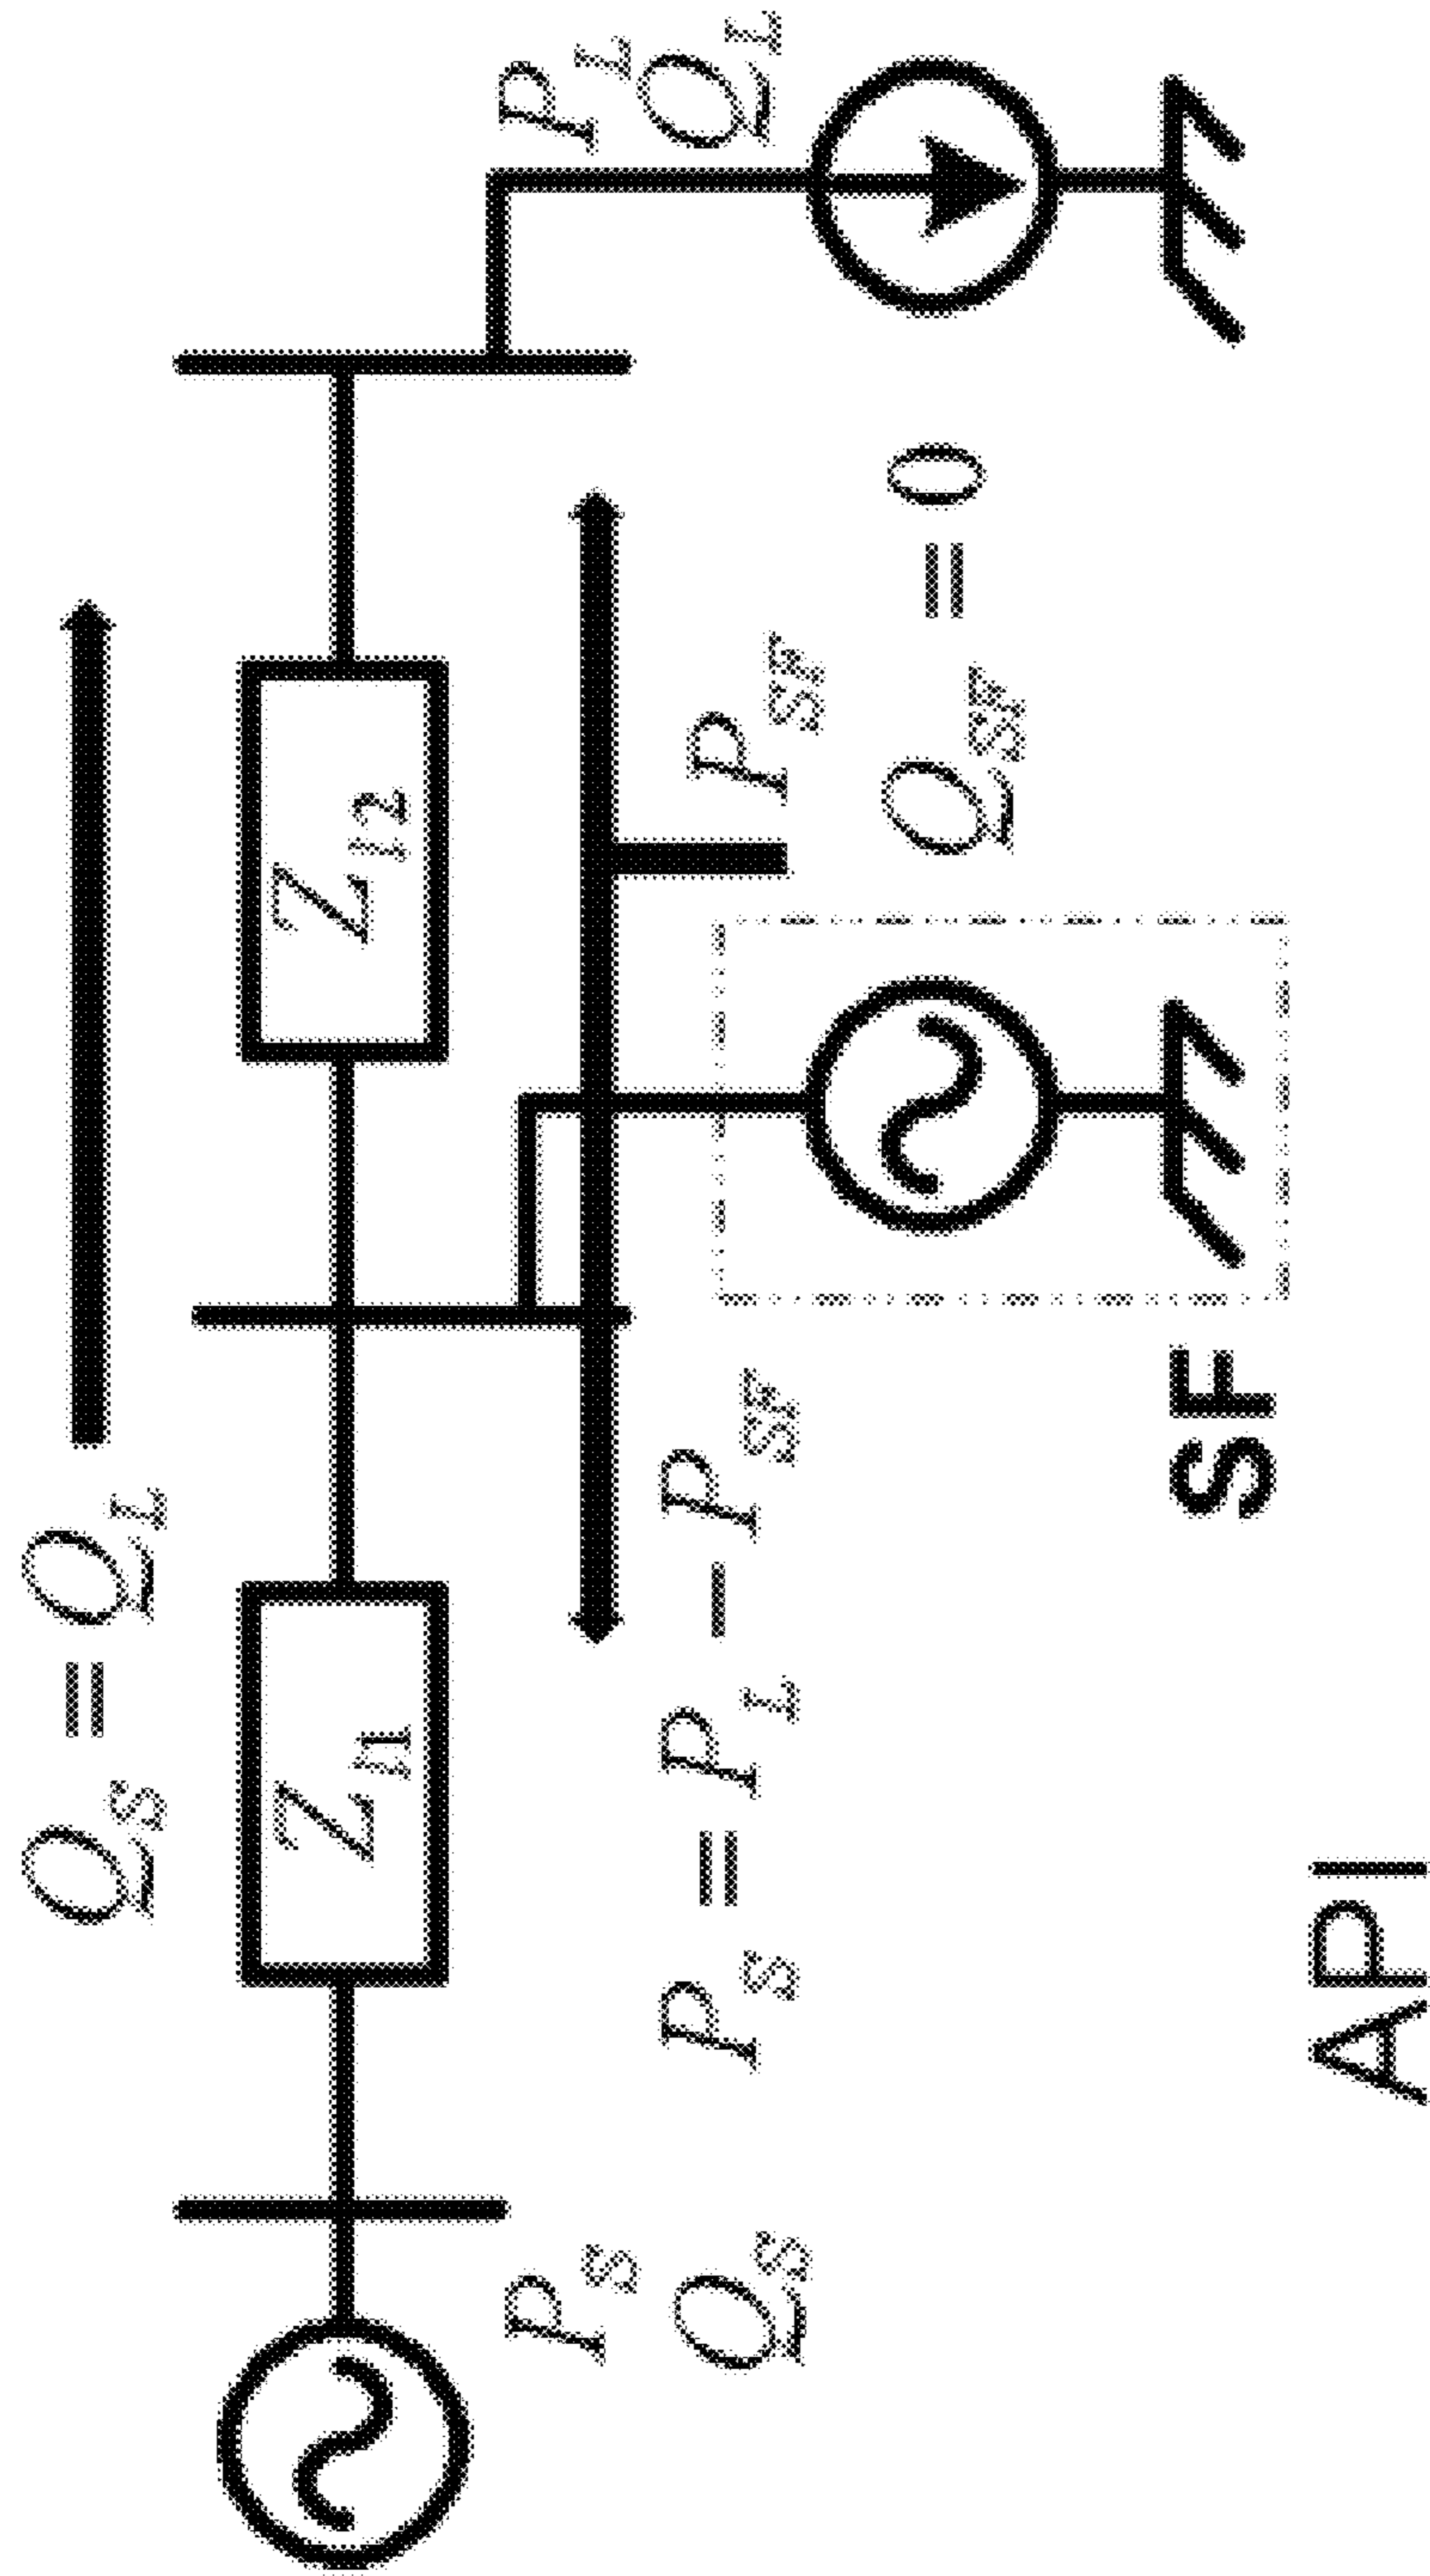 Q_S = Q_L
Z_l1
Z_l2
P_L
Q_L
P_S
Q_S
P_S = P_L − P_SF
P_SF
Q_SF = 0
SF
API